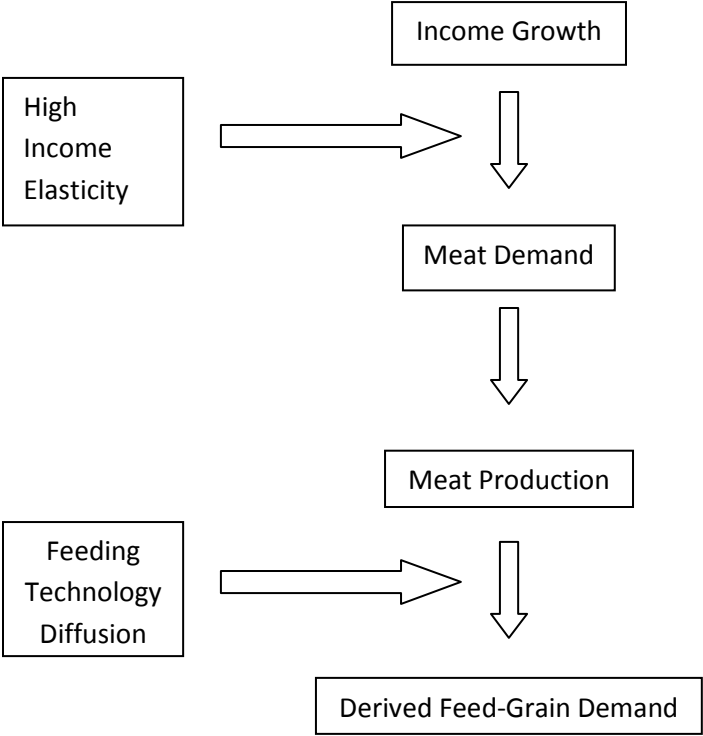 Income Growth
High
Income
Elasticity
Meat Demand
Meat Production
Feeding
Technology
Diffusion
Derived Feed-Grain Demand